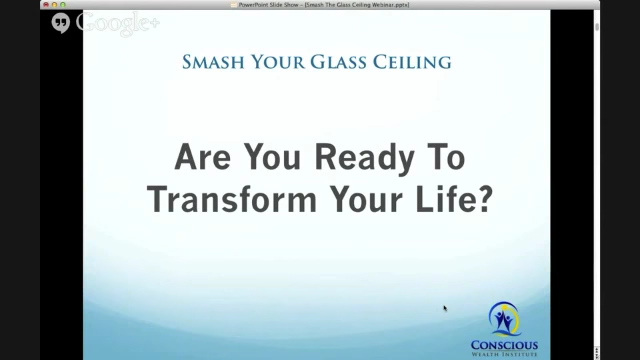 PowerPoint Slide Show - [Smash The Glass Ceiling Webinar.pptx]
Google+
SMASH YOUR GLASS CEILING
Are You Ready To
Transform Your Life?
CONSCIOUS
WEALTH INSTITUTE